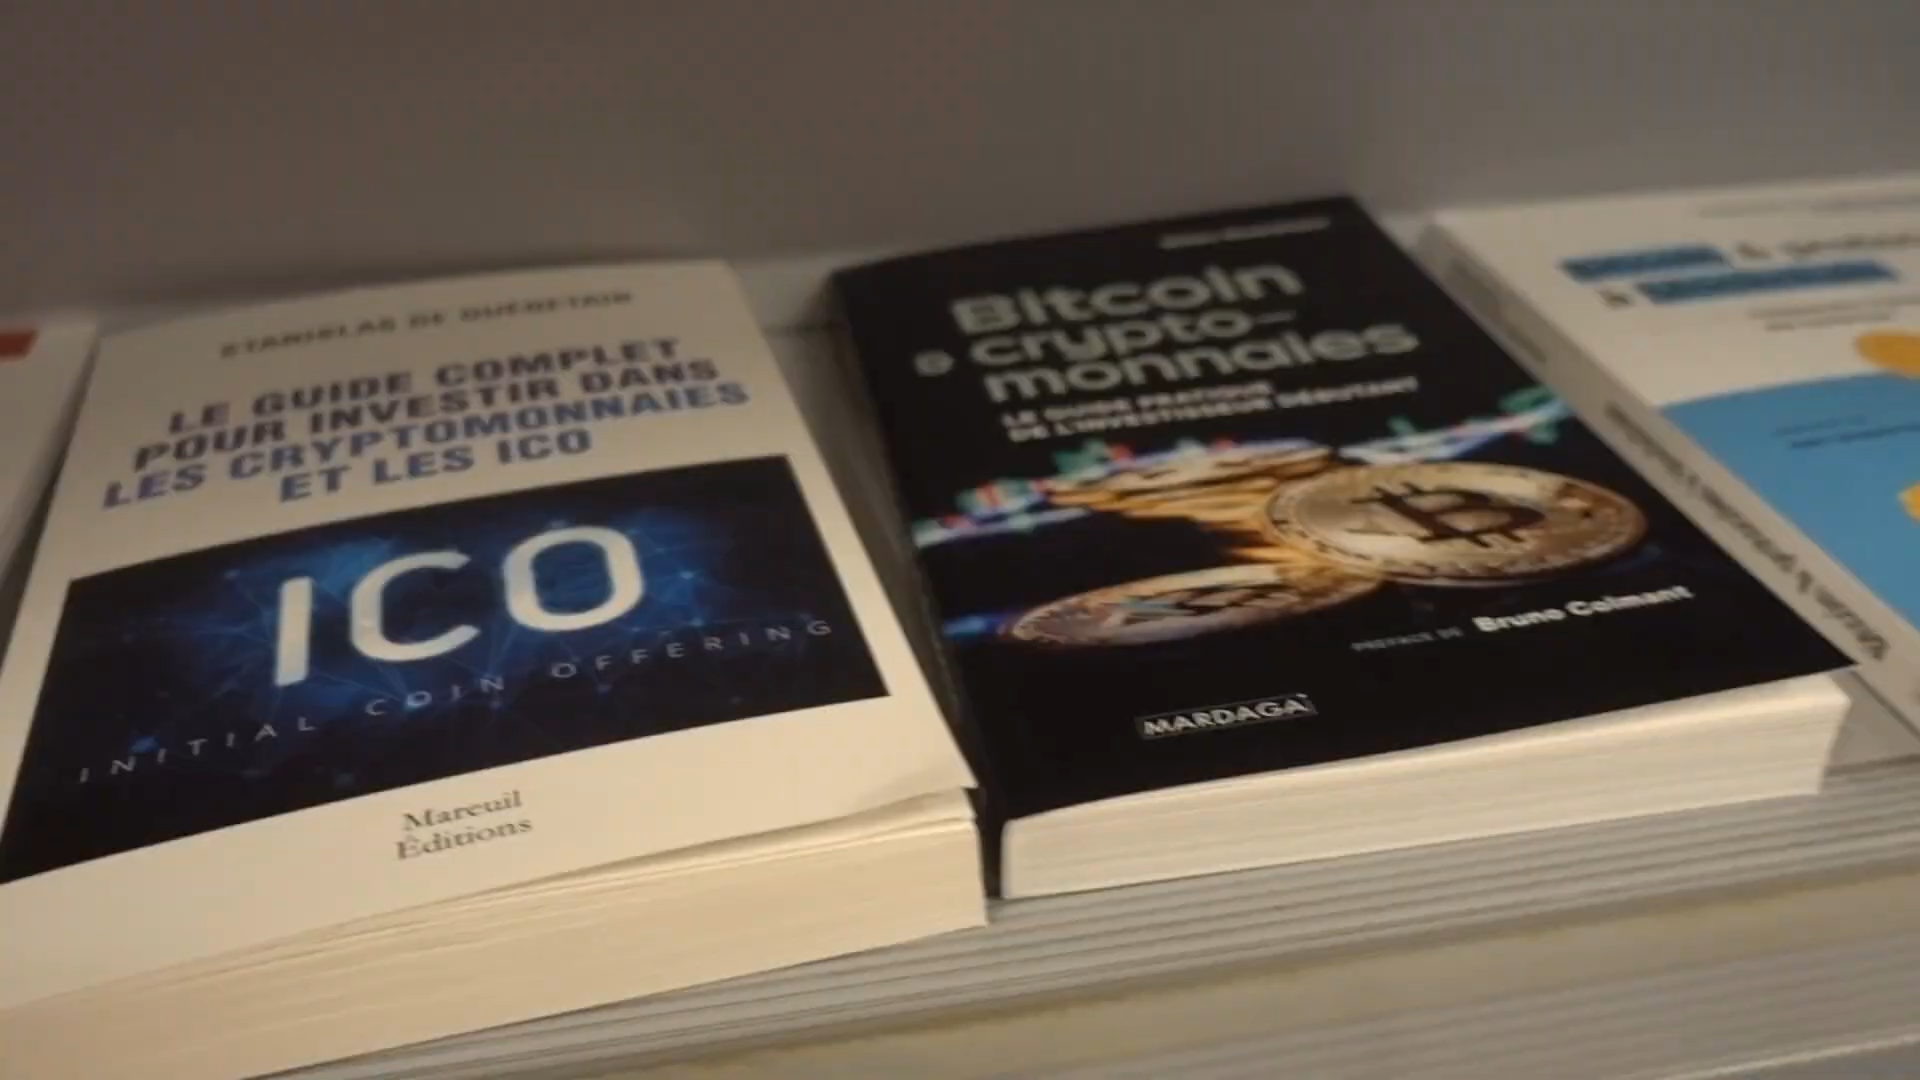 STANISLAS DE QUERETAIN
LE GUIDE COMPLET
POUR INVESTIR DANS
LES CRYPTOMONNAIES
ET LES ICO
ICO
INITIAL COIN OFFERING
Mareuil
Éditions
Bitcoin
& crypto-
monnaies
LE GUIDE PRATIQUE
DE L'INVESTISSEUR DÉBUTANT
PRÉFACE DE Bruno Colmant
MARDAGA